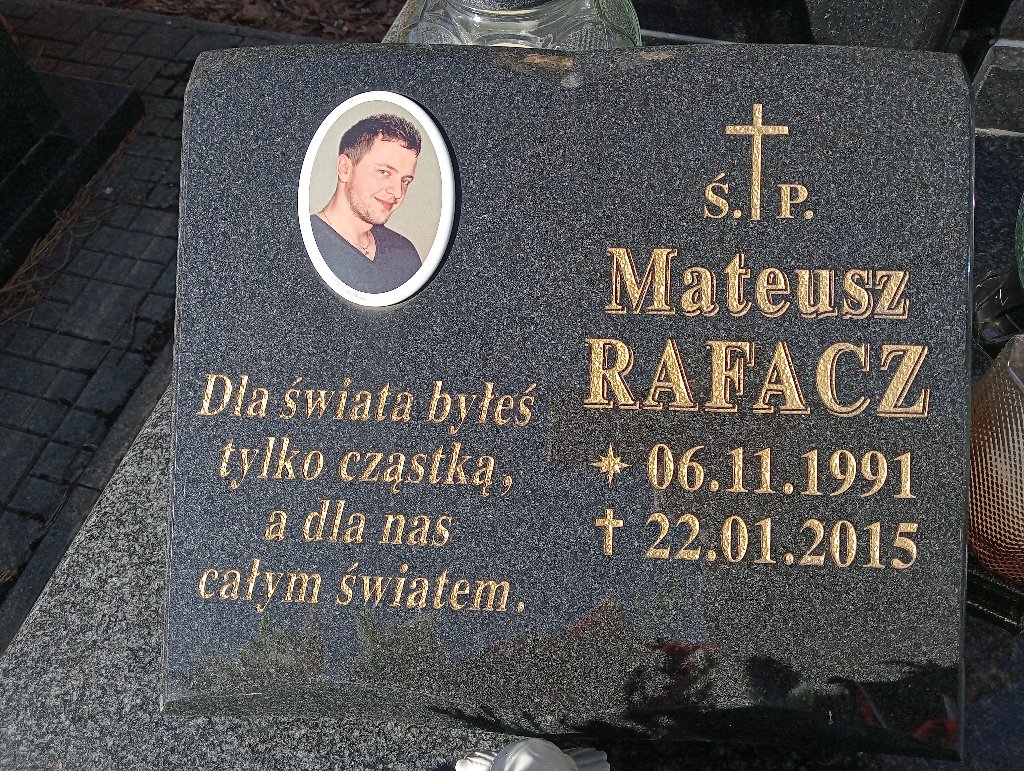 Dla świata byłeś
tylko cząstką,
a dla nas
całym światem.
Ś. P.
Mateusz
RAFACZ
06.11.1991
22.01.2015